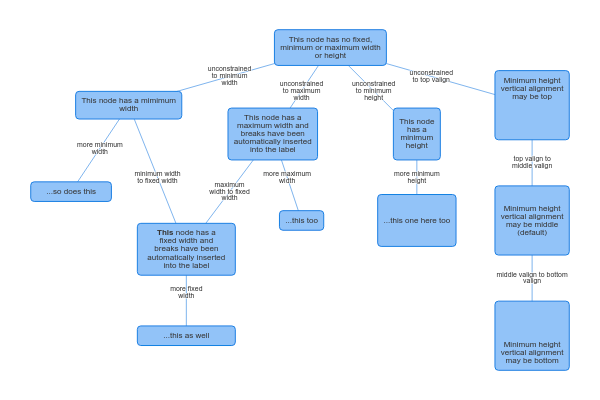 This node has no fixed,
minimum or maximum width
or height
unconstrained
to minimum
width
unconstrained
to top valign
unconstrained
to maximum
width
unconstrained
to minimum
height
Minimum height
vertical alignment
may be top
This node has a mimimum
width
This node has a
maximum width and
breaks have been
automatically inserted
into the label
This node
has a
minimum
height
more minimum
width
top valign to
middle valign
minimum width
to fixed width
maximum
width to fixed
width
more maximum
width
more minimum
height
...so does this
...this too
...this one here too
Minimum height
vertical alignment
may be middle
(default)
This node has a
fixed width and
breaks have been
automatically inserted
into the label
middle valign to bottom
valign
more fixed
width
...this as well
Minimum height
vertical alignment
may be bottom